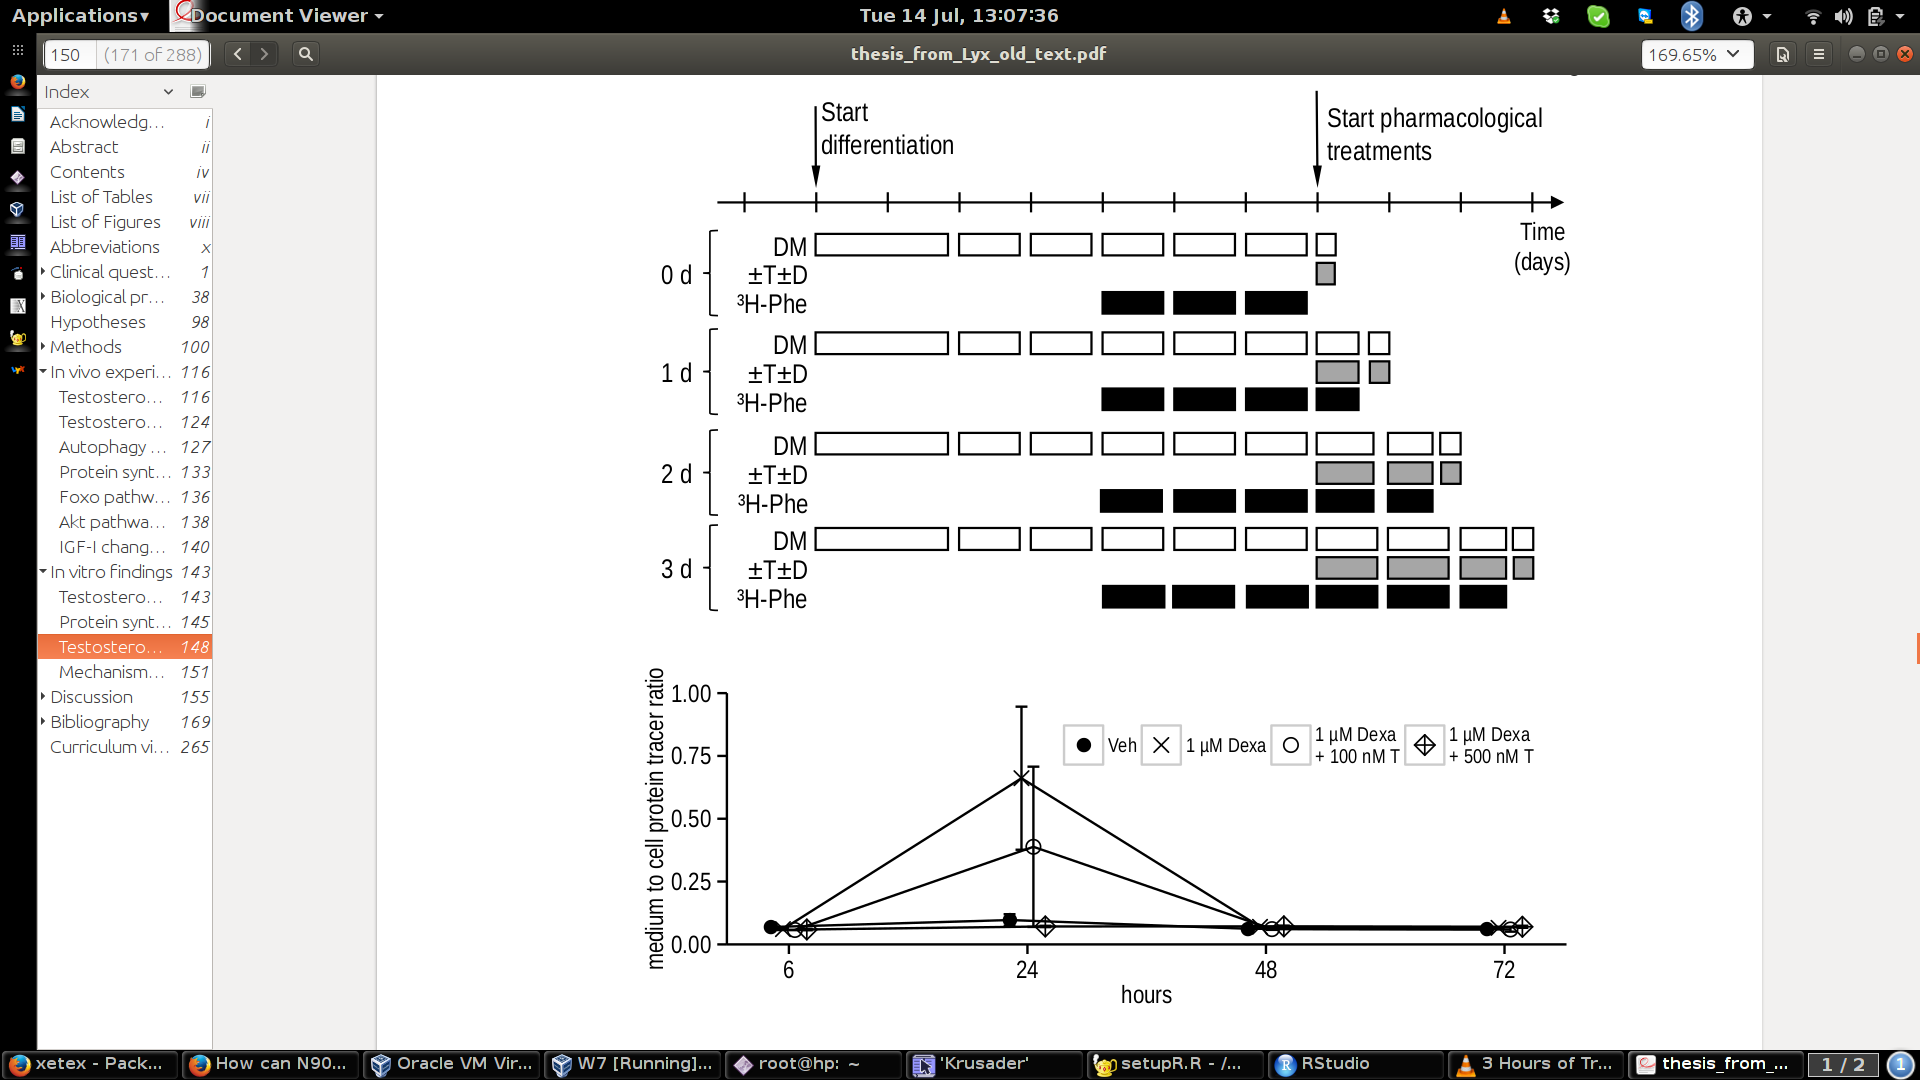 Applications▾
Document Viewer ▾
Tue 14 Jul, 13:07:36
150 (171 of 288)
thesis_from_Lyx_old_text.pdf
169.65%
Index
Acknowledg… i
Abstract ii
Contents iv
List of Tables vii
List of Figures viii
Abbreviations x
Clinical quest… 1
Biological pr… 38
Hypotheses 98
Methods 100
In vivo experi… 116
Testostero… 116
Testostero… 124
Autophagy … 127
Protein synt… 133
Foxo pathw… 136
Akt pathwa… 138
IGF-I chang… 140
In vitro findings 143
Testostero… 143
Protein synt… 145
Testostero… 148
Mechanism… 151
Discussion 155
Bibliography 169
Curriculum vi… 265
Start
differentiation
Start pharmacological
treatments
Time
(days)
0 d
DM
±T±D
³H-Phe
1 d
DM
±T±D
³H-Phe
2 d
DM
±T±D
³H-Phe
3 d
DM
±T±D
³H-Phe
medium to cell protein tracer ratio
1.00
0.75
0.50
0.25
0.00
Veh
1 µM Dexa
1 µM Dexa
+ 100 nM T
1 µM Dexa
+ 500 nM T
6 24 48 72
hours
xetex - Pack…
How can N90…
Oracle VM Vir…
W7 [Running]…
root@hp: ~
'Krusader'
setupR.R - /…
RStudio
3 Hours of Tr…
thesis_from_…
1 / 2
1